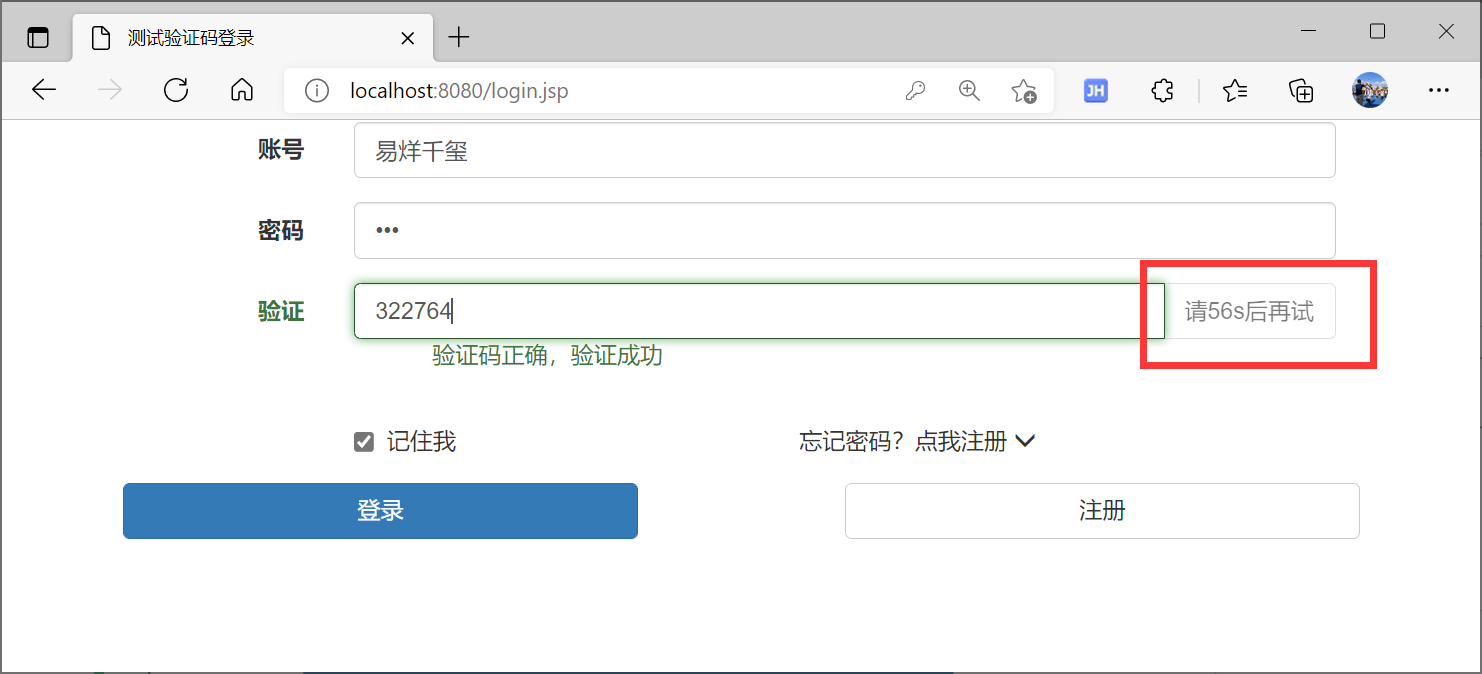 测试验证码登录
localhost:8080/login.jsp
JH
账号 易烊千玺
密码 •••
验证 322764 请56s后再试
验证码正确，验证成功
记住我 忘记密码？点我注册
登录 注册